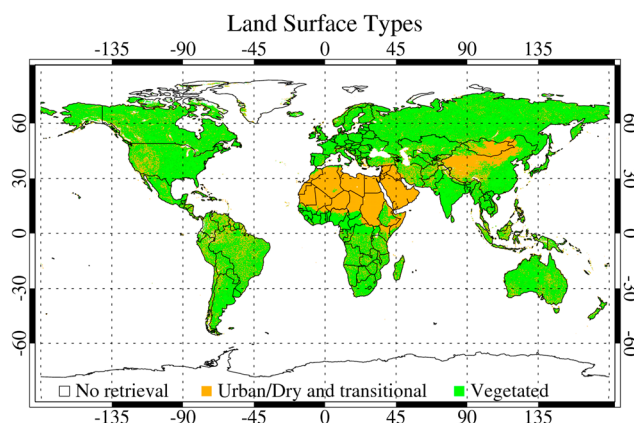 Land Surface Types
-135 -90 -45 0 45 90 135
60 60
30 30
0 0
-30 -30
-60 -60
No retrieval Urban/Dry and transitional Vegetated
-135 -90 -45 0 45 90 135